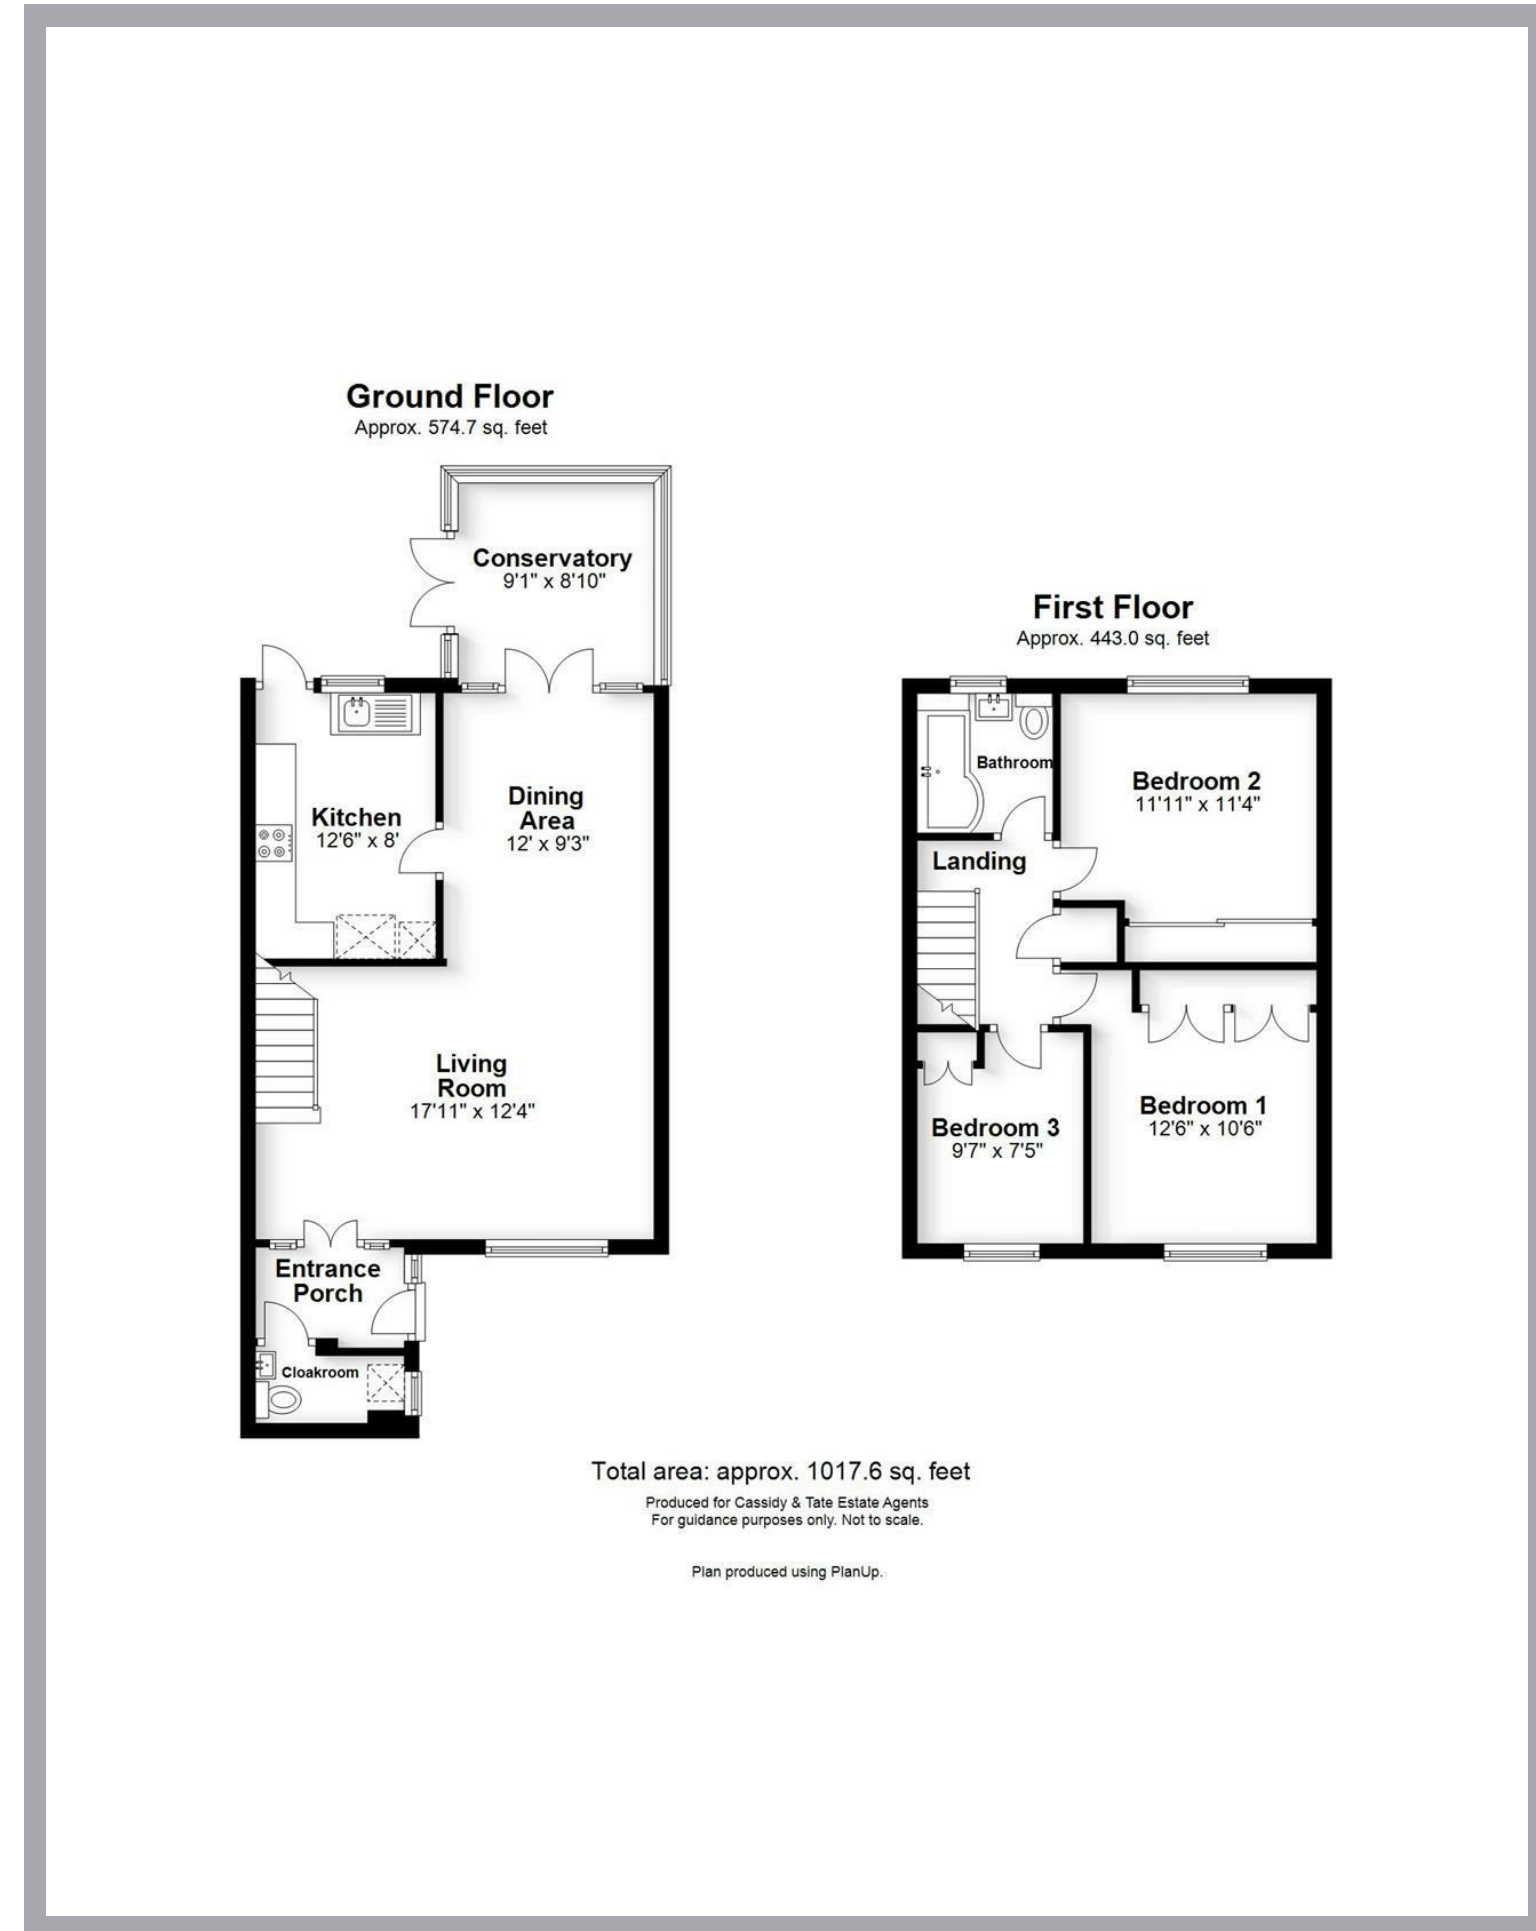 Ground Floor
Approx. 574.7 sq. feet
Conservatory
9'1" x 8'10"
Kitchen
12'6" x 8'
Dining
Area
12' x 9'3"
Living
Room
17'11" x 12'4"
Entrance
Porch
Cloakroom
First Floor
Approx. 443.0 sq. feet
Bathroom
Bedroom 2
11'11" x 11'4"
Landing
Bedroom 1
12'6" x 10'6"
Bedroom 3
9'7" x 7'5"
Total area: approx. 1017.6 sq. feet
Produced for Cassidy & Tate Estate Agents
For guidance purposes only. Not to scale.
Plan produced using PlanUp.